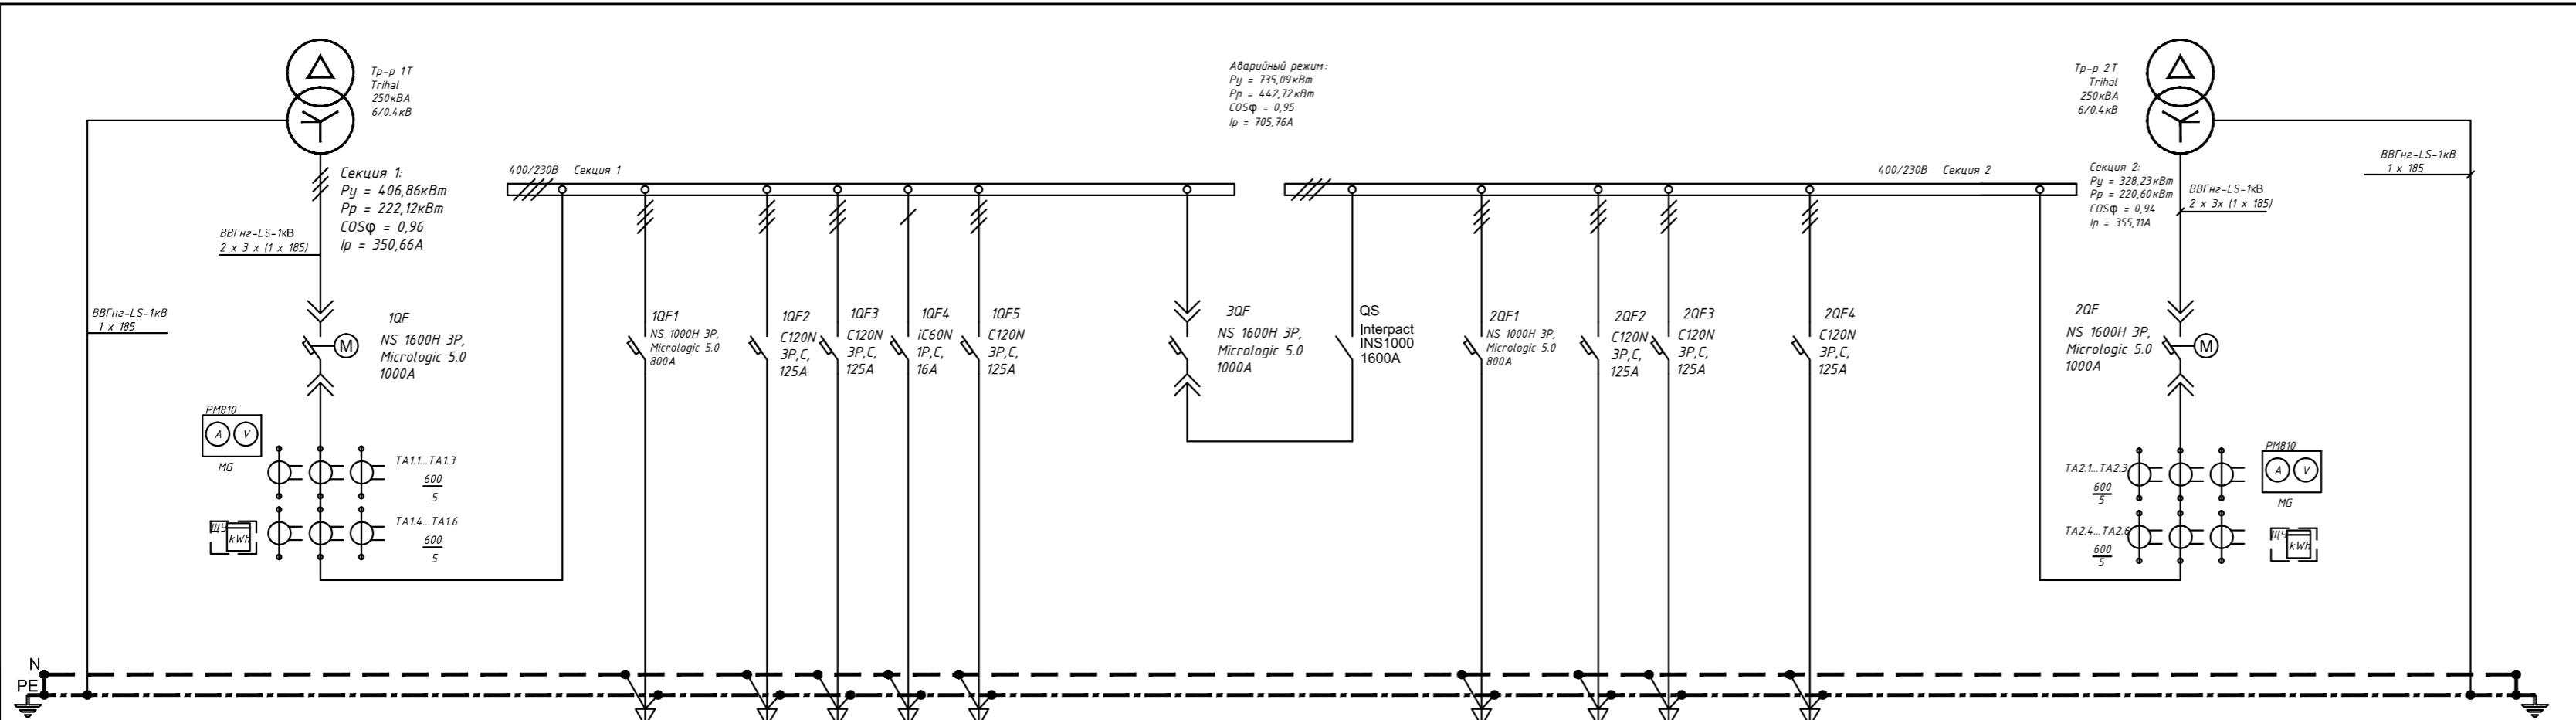 Тр-р 1Т
Trihal
250кВА
6/0.4кВ
Секция 1:
Ру = 406,86кВт
Рр = 222,12кВт
COSφ = 0,96
Iр = 350,66А
ВВГнг-LS-1кВ
2 x 3 x (1 x 185)
ВВГнг-LS-1кВ
1 x 185
1QF
NS 1600H 3P,
Micrologic 5.0
1000A
PM810
A V
MG
TA1.1...TA1.3
600
5
ЩУ
kWh
TA1.4...TA1.6
600
5
400/230В Секция 1
1QF1
NS 1000H 3P,
Micrologic 5.0
800A
1QF2
C120N
3P,C,
125A
1QF3
C120N
3P,C,
125A
1QF4
iC60N
1P,C,
16A
1QF5
C120N
3P,C,
125A
Аварийный режим:
Ру = 735,09кВт
Рр = 442,72кВт
COSφ = 0,95
Iр = 705,76А
3QF
NS 1600H 3P,
Micrologic 5.0
1000A
QS
Interpact
INS1000
1600A
400/230В Секция 2
2QF1
NS 1000H 3P,
Micrologic 5.0
800A
2QF2
C120N
3P,C,
125A
2QF3
C120N
3P,C,
125A
2QF4
C120N
3P,C,
125A
Тр-р 2Т
Trihal
250кВА
6/0.4кВ
Секция 2:
Ру = 328,23кВт
Рр = 220,60кВт
COSφ = 0,94
Iр = 355,11А
ВВГнг-LS-1кВ
2 x 3x (1 x 185)
ВВГнг-LS-1кВ
1 x 185
2QF
NS 1600H 3P,
Micrologic 5.0
1000A
M
M
TA2.1...TA2.3
600
5
PM810
A V
MG
TA2.4...TA2.6
600
5
ЩУ
kWh
N
PE